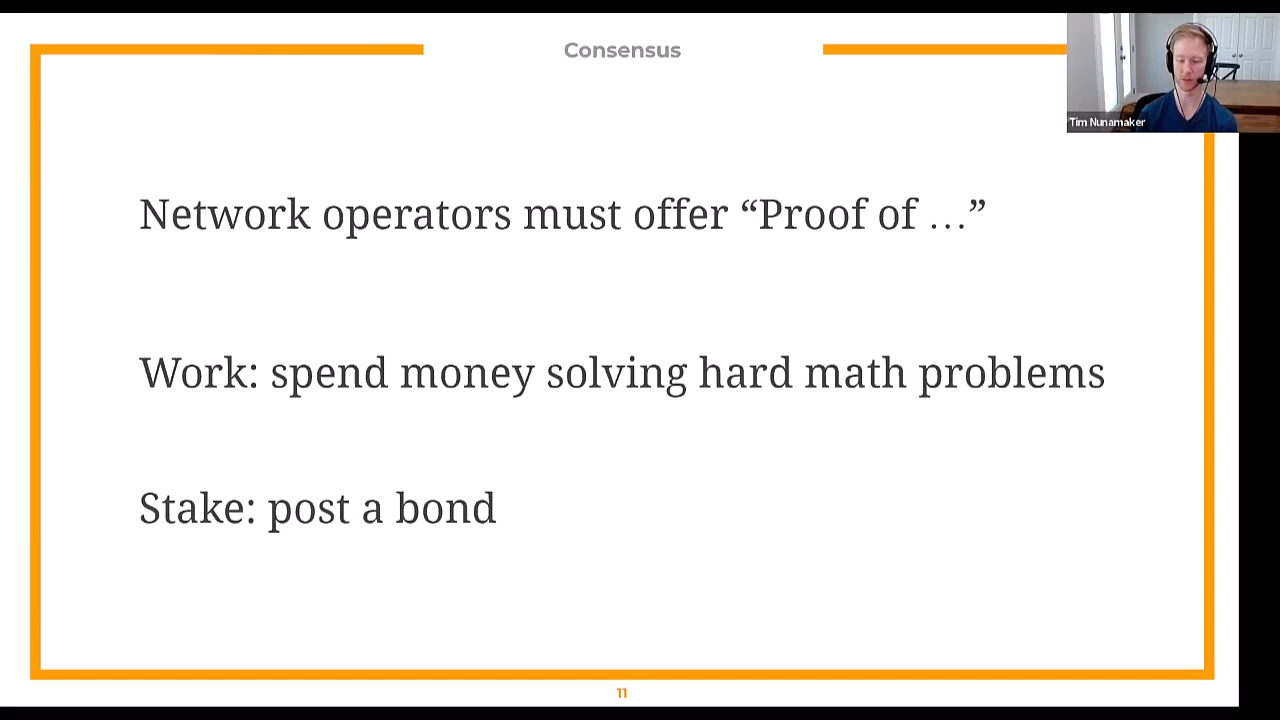 Consensus
Tim Nunamaker
Network operators must offer “Proof of …”
Work: spend money solving hard math problems
Stake: post a bond
11